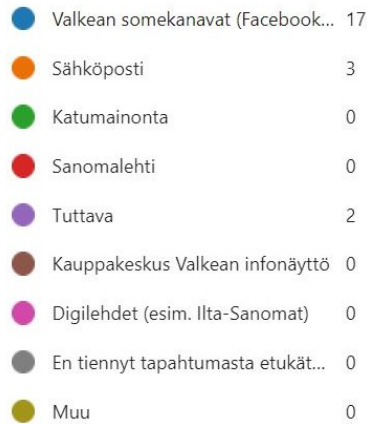 Valkean somekanavat (Facebook... 17
Sähköposti 3
Katumainonta 0
Sanomalehti 0
Tuttava 2
Kauppakeskus Valkean infonäyttö 0
Digilehdet (esim. Ilta-Sanomat) 0
En tiennyt tapahtumasta etukät... 0
Muu 0